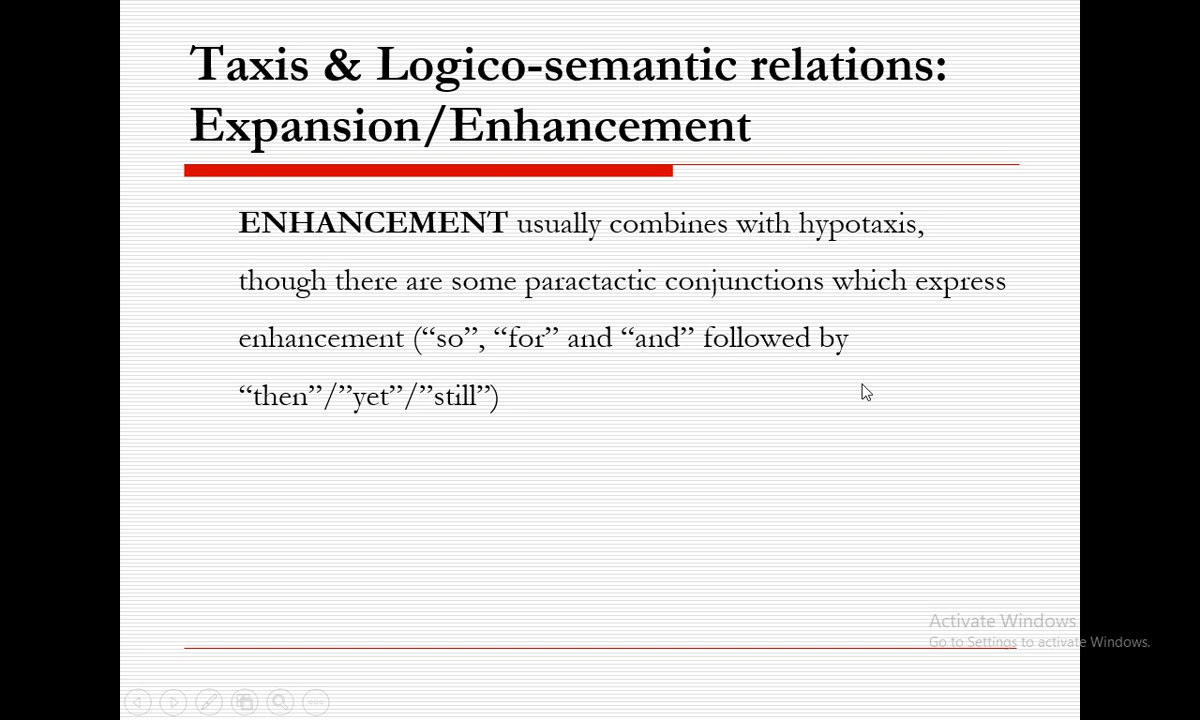 Taxis & Logico-semantic relations:
Expansion/Enhancement
ENHANCEMENT usually combines with hypotaxis,
though there are some paractactic conjunctions which express
enhancement (“so”, “for” and “and” followed by
“then”/”yet”/”still”)
Activate Windows
Go to Settings to activate Windows.